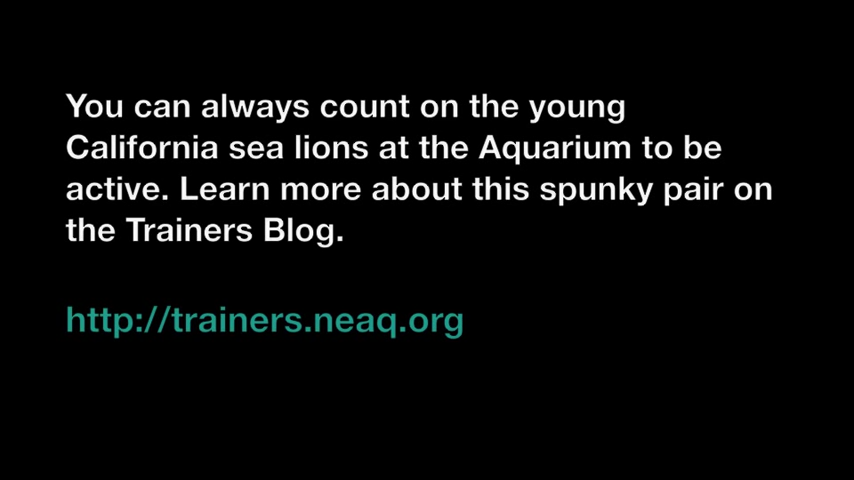 You can always count on the young
California sea lions at the Aquarium to be
active. Learn more about this spunky pair on
the Trainers Blog.
http://trainers.neaq.org